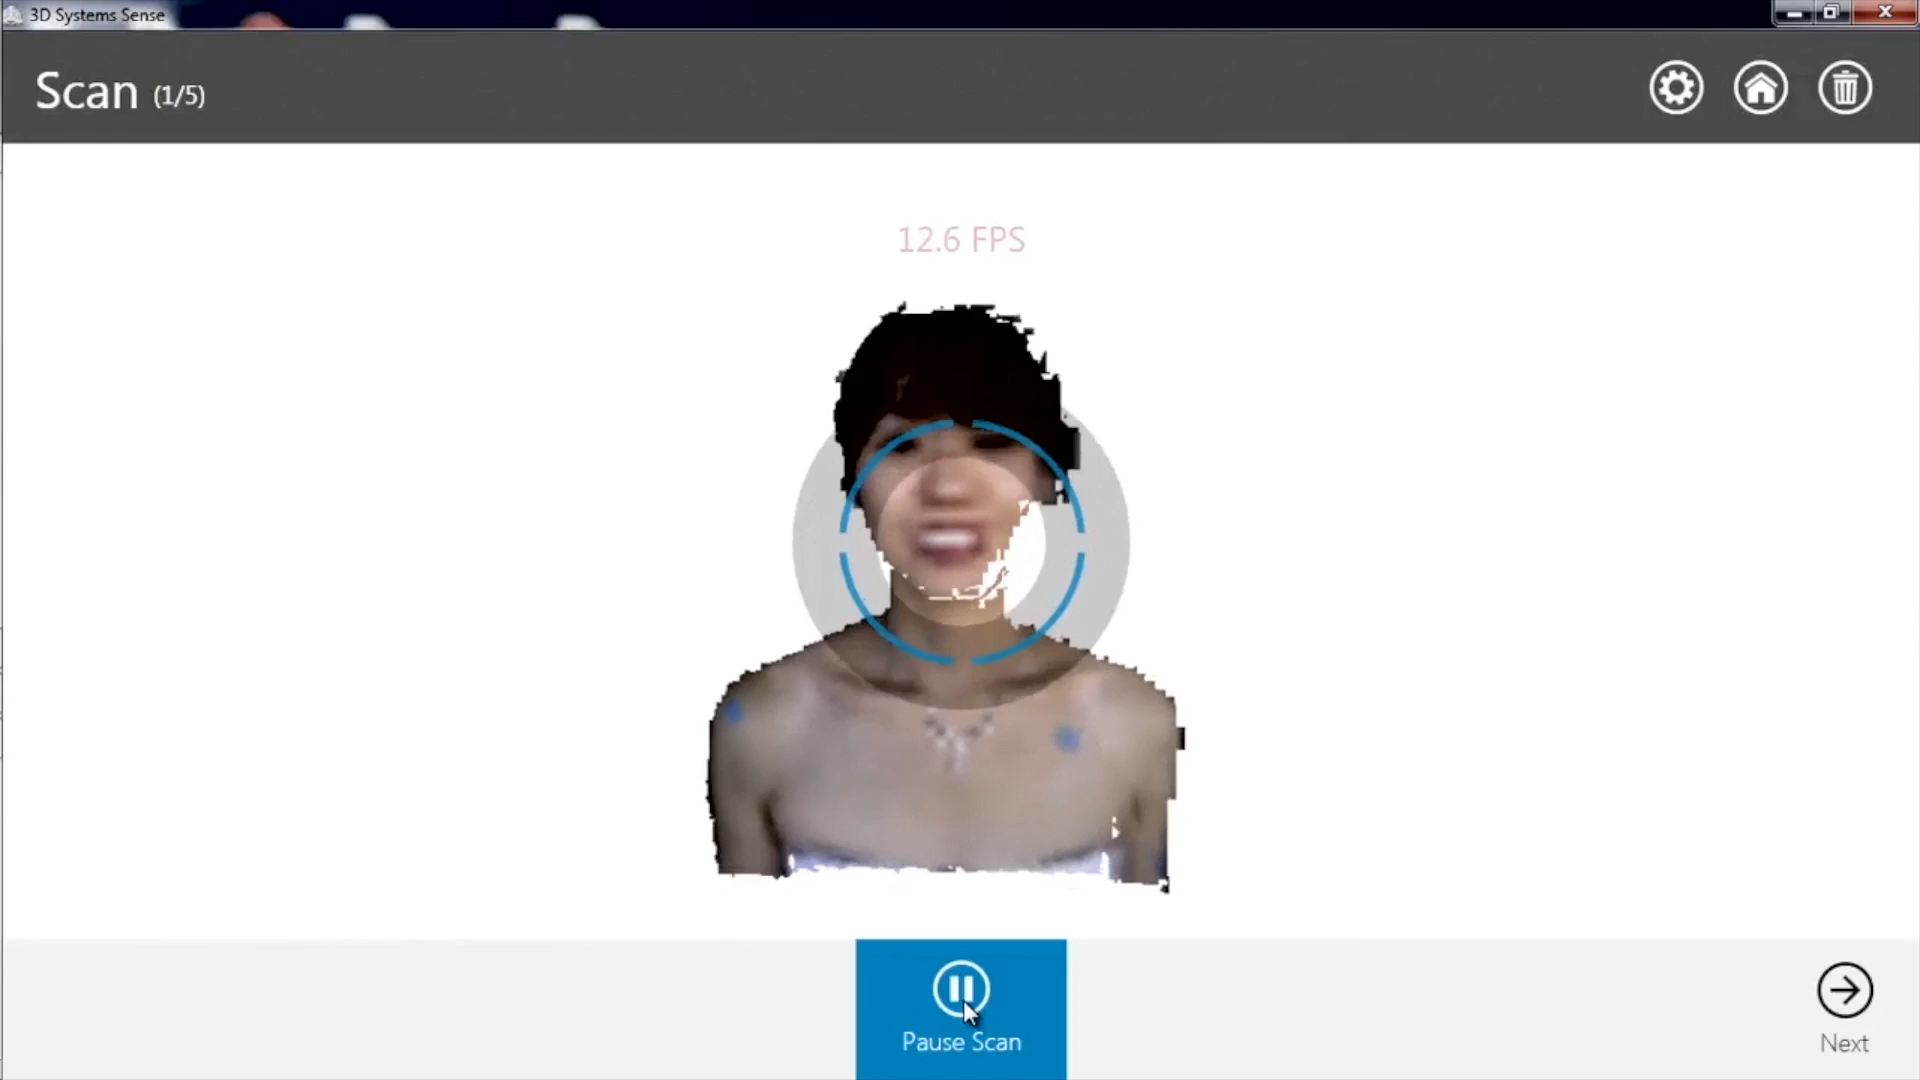 3D Systems Sense
Scan (1/5)
12.6 FPS
Pause Scan
Next